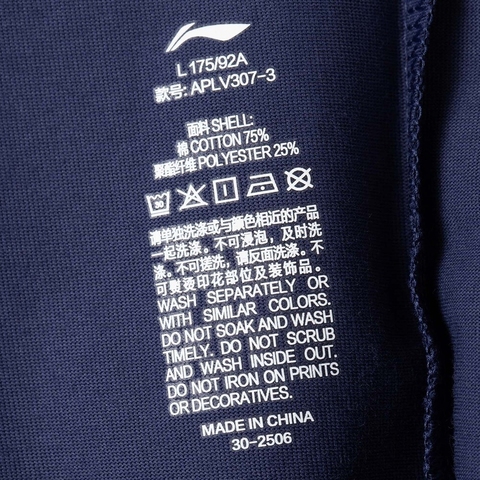 L 175/92A
款号: APLV307-3
面料 SHELL:
棉 COTTON 75%
聚酯纤维 POLYESTER 25%
30
请单独洗涤或与颜色相近的产品
一起洗涤。不可浸泡，及时洗
涤。不可搓洗，请反面洗涤。不
可熨烫印花部位及装饰品。
WASH SEPARATELY OR
WITH SIMILAR COLORS.
DO NOT SOAK AND WASH
TIMELY. DO NOT SCRUB
AND WASH INSIDE OUT.
DO NOT IRON ON PRINTS
OR DECORATIVES.
MADE IN CHINA
30-2506